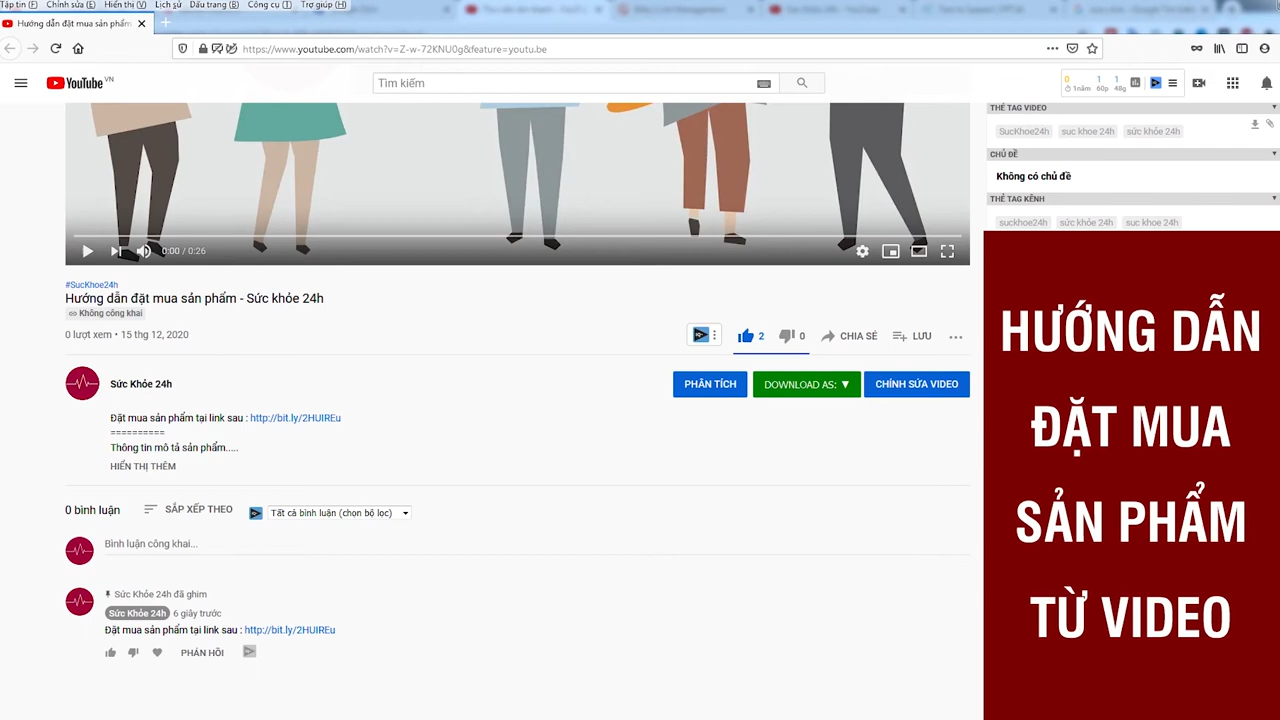 Tập tin (F) Chỉnh sửa (E) Hiển thị (V) Lịch sử Dấu trang (B) Công cụ (T) Trợ giúp (H)
Hướng dẫn đặt mua sản phẩm
https://www.youtube.com/watch?v=Z-w-72KNU0g&feature=youtu.be
YouTube VN
Tìm kiếm
0 1 1
1năm 60p 48g
THẺ TAG VIDEO
SucKhoe24h suc khoe 24h sức khỏe 24h
CHỦ ĐỀ
Không có chủ đề
THẺ TAG KÊNH
suckhoe24h sức khỏe 24h suc khoe 24h
0:00 / 0:26
#SucKhoe24h
Hướng dẫn đặt mua sản phẩm - Sức khỏe 24h
Không công khai
0 lượt xem • 15 thg 12, 2020
2 0 CHIA SẺ LƯU
Sức Khỏe 24h
PHÂN TÍCH DOWNLOAD AS: ▼ CHỈNH SỬA VIDEO
Đặt mua sản phẩm tại link sau : http://bit.ly/2HUIREu
==========
Thông tin mô tả sản phẩm.....
HIỂN THỊ THÊM
0 bình luận SẮP XẾP THEO Tất cả bình luận (chọn bộ lọc)
Bình luận công khai...
Sức Khỏe 24h đã ghim
Sức Khỏe 24h 6 giây trước
Đặt mua sản phẩm tại link sau : http://bit.ly/2HUIREu
PHẢN HỒI
HƯỚNG DẪN
ĐẶT MUA
SẢN PHẨM
TỪ VIDEO